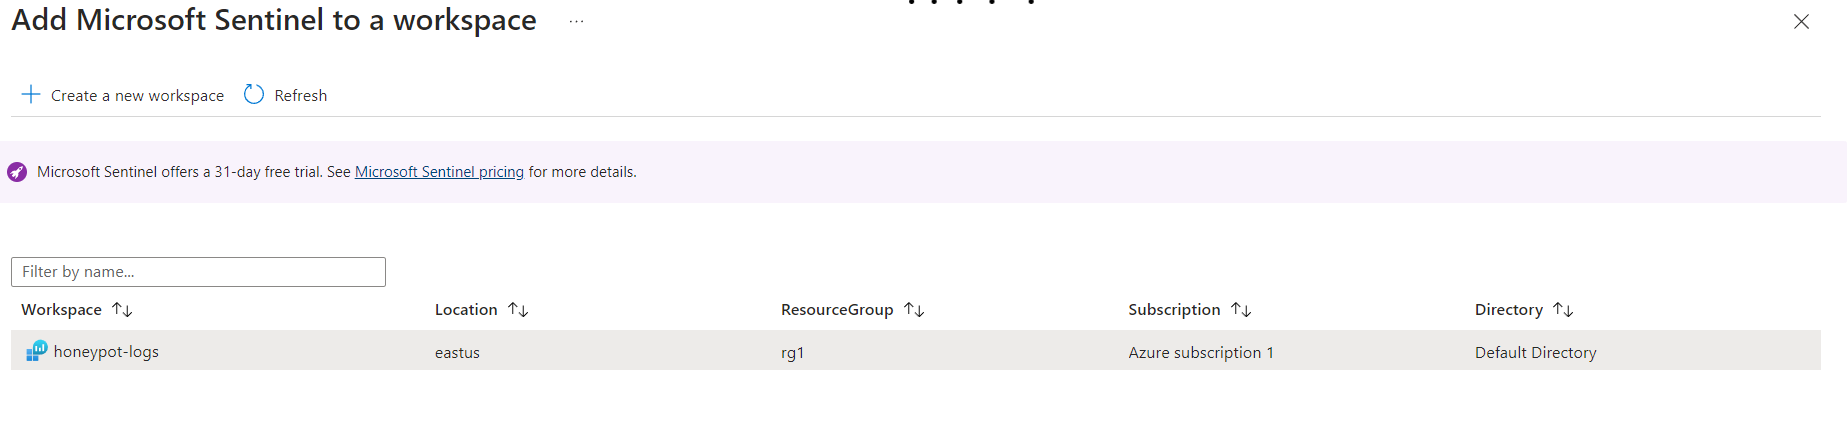 Add Microsoft Sentinel to a workspace ...
Create a new workspace Refresh
Microsoft Sentinel offers a 31-day free trial. See Microsoft Sentinel pricing for more details.
Filter by name...
Workspace Location ResourceGroup Subscription Directory
honeypot-logs eastus rg1 Azure subscription 1 Default Directory